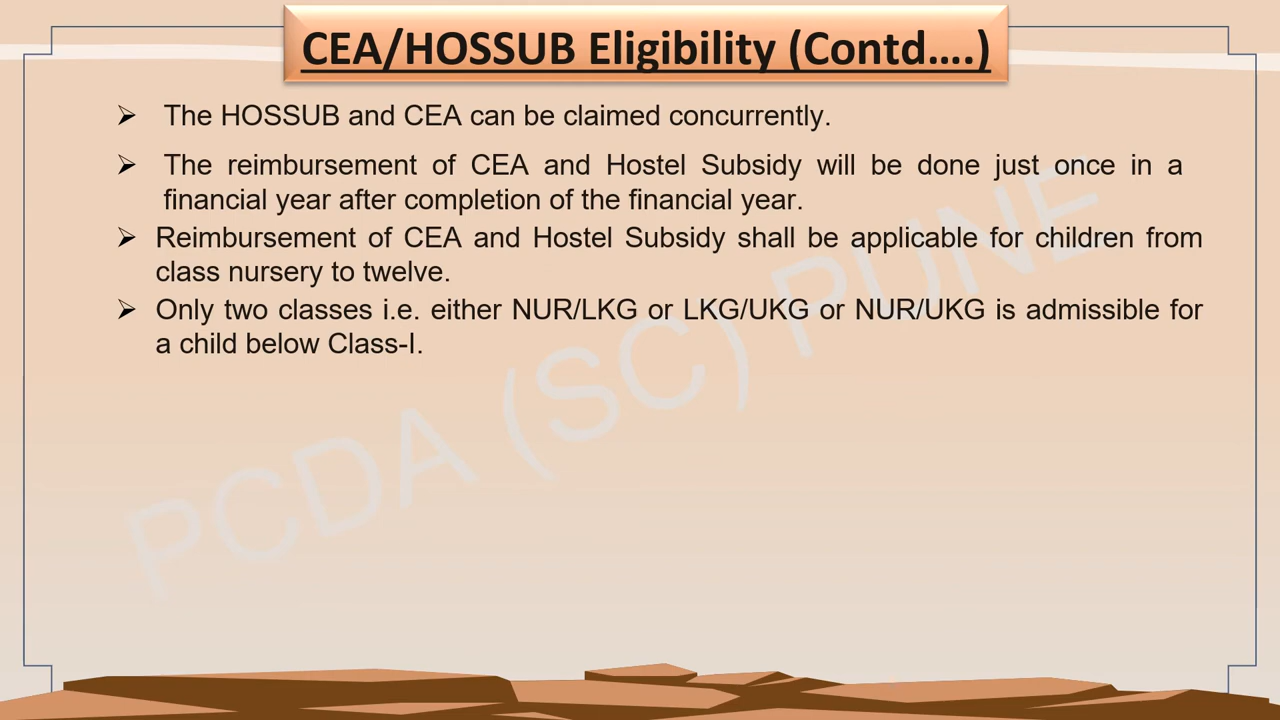 CEA/HOSSUB Eligibility (Contd….)
➢ The HOSSUB and CEA can be claimed concurrently.
➢ The reimbursement of CEA and Hostel Subsidy will be done just once in a
financial year after completion of the financial year.
➢ Reimbursement of CEA and Hostel Subsidy shall be applicable for children from
class nursery to twelve.
➢ Only two classes i.e. either NUR/LKG or LKG/UKG or NUR/UKG is admissible for
a child below Class-I.
PCDA (SC) PUNE